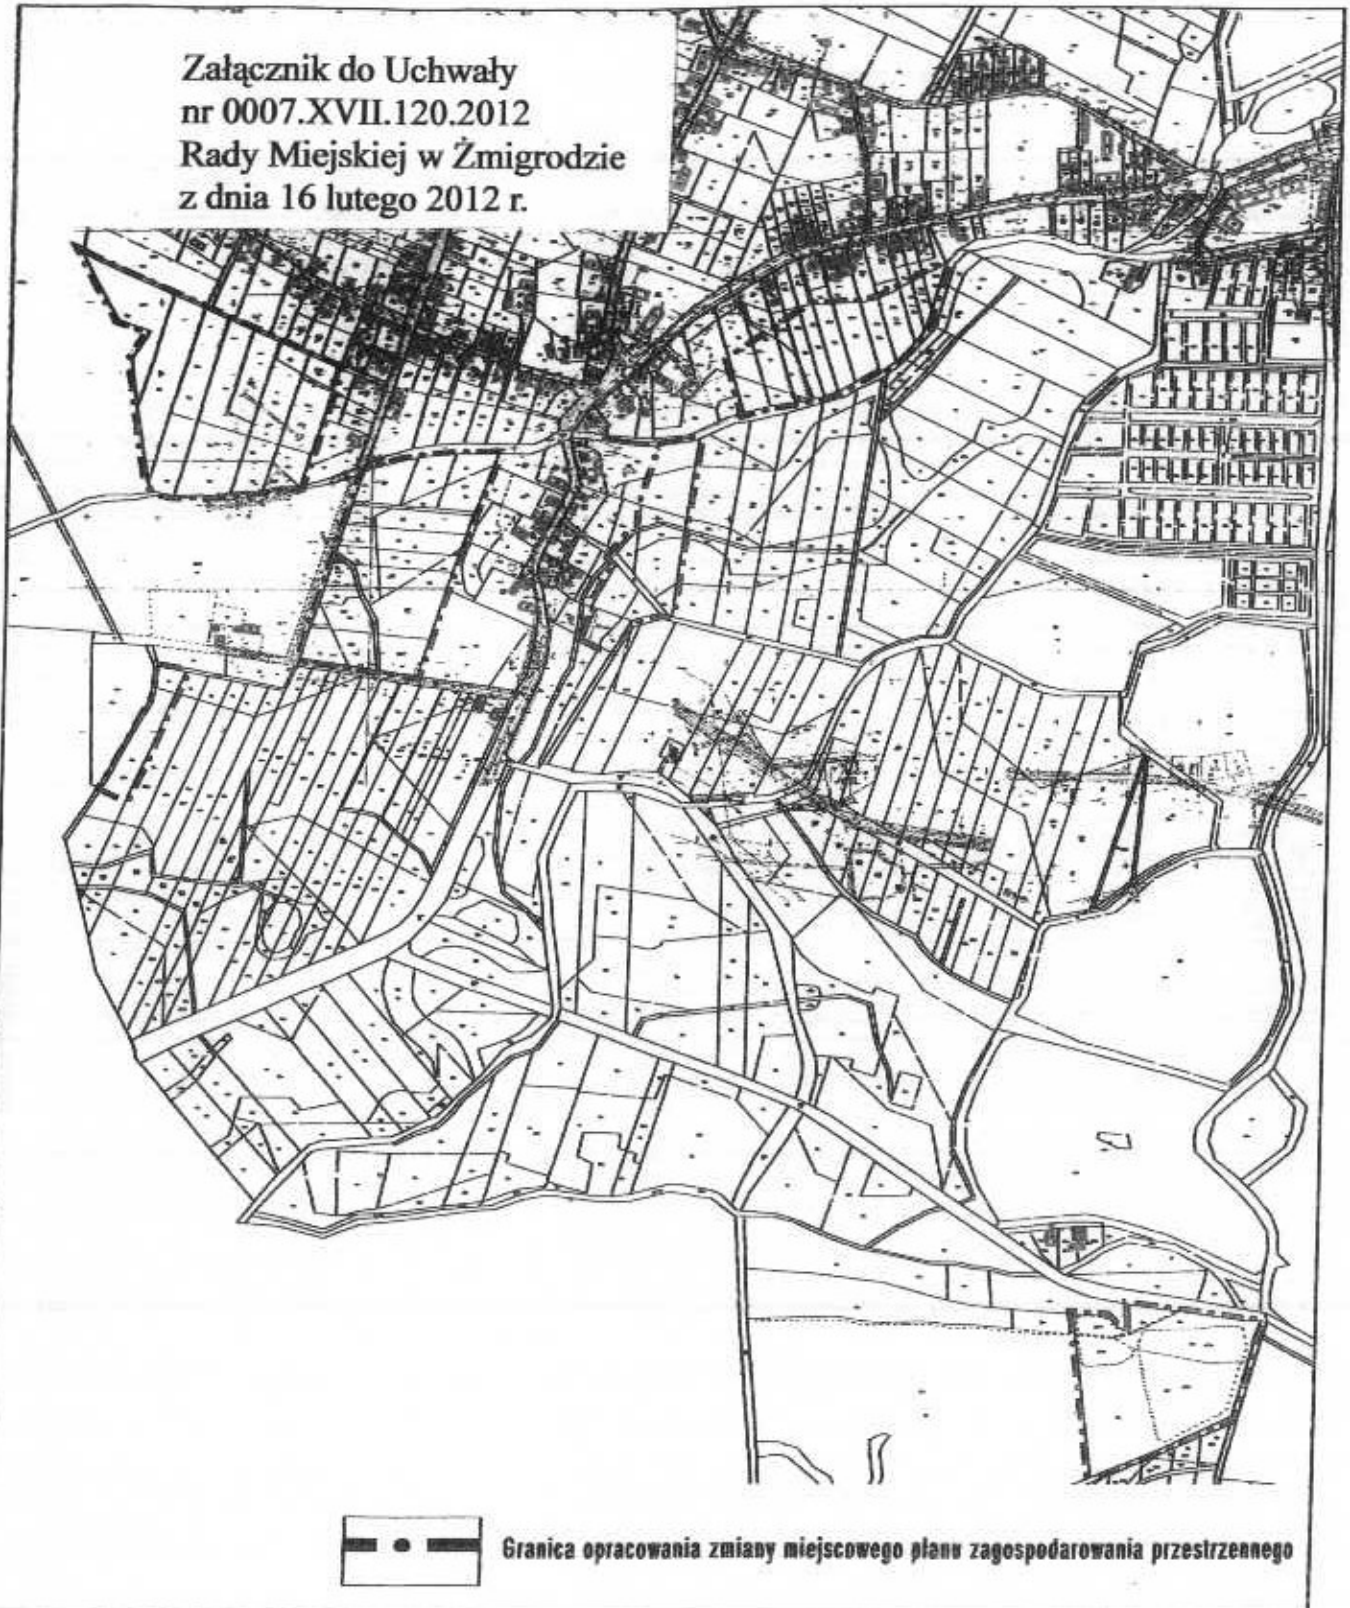 Załącznik do Uchwały
nr 0007.XVII.120.2012
Rady Miejskiej w Żmigrodzie
z dnia 16 lutego 2012 r.
Granica opracowania zmiany miejscowego planu zagospodarowania przestrzennego